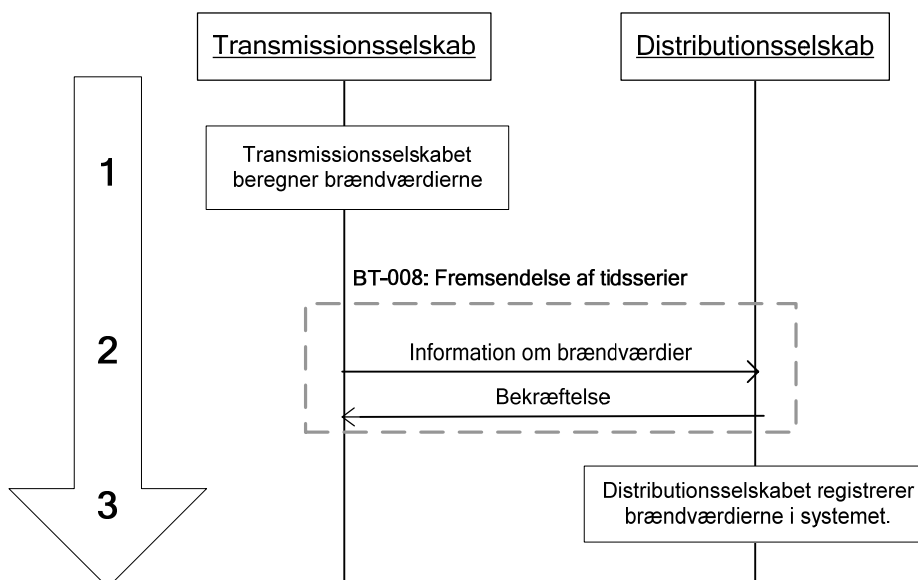 Transmissionsselskab
Distributionsselskab
1
Transmissionsselskabet
beregner brændværdierne
BT-008: Fremsendelse af tidsserier
2
Information om brændværdier
Bekræftelse
3
Distributionsselskabet registrerer
brændværdierne i systemet.